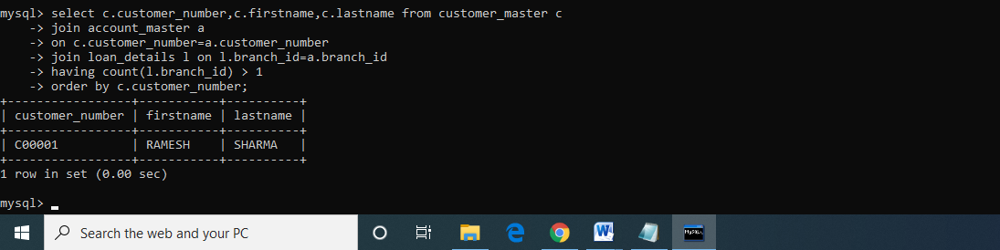 mysql> select c.customer_number,c.firstname,c.lastname from customer_master c
    -> join account_master a
    -> on c.customer_number=a.customer_number
    -> join loan_details l on l.branch_id=a.branch_id
    -> having count(l.branch_id) > 1
    -> order by c.customer_number;
+-----------------+-----------+----------+
| customer_number | firstname | lastname |
+-----------------+-----------+----------+
| C00001          | RAMESH    | SHARMA   |
+-----------------+-----------+----------+
1 row in set (0.00 sec)
mysql> _
Search the web and your PC